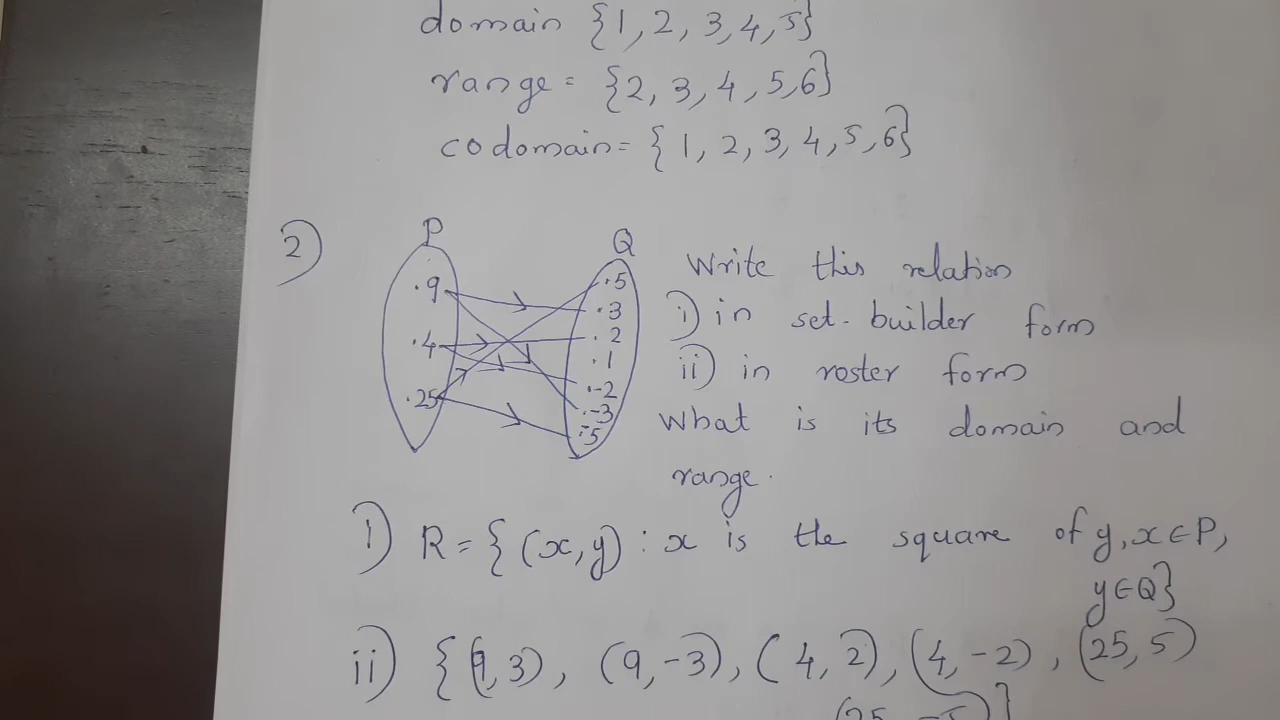 domain {1, 2, 3, 4, 5}
range = {2, 3, 4, 5, 6}
codomain = {1, 2, 3, 4, 5, 6}
2)
P
Q
.9
.4
.25
.5
.3
.2
.1
.-2
.-3
.-5
Write this relation
i) in set-builder form
ii) in roster form
What is its domain and
range.
i) R = { (x, y) : x is the square of y, x ∈ P,
y ∈ Q}
ii) { (9, 3), (9, -3), (4, 2), (4, -2), (25, 5)
(25, -5) }